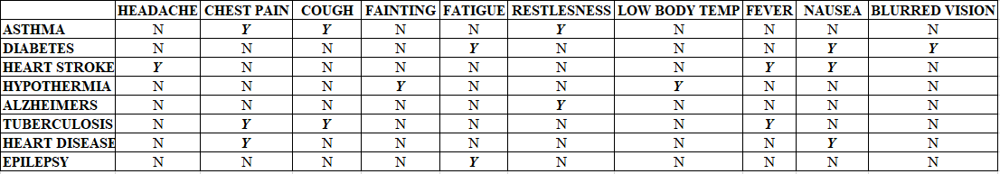 HEADACHE CHEST PAIN COUGH FAINTING FATIGUE RESTLESNESS LOW BODY TEMP FEVER NAUSEA BLURRED VISION
ASTHMA N Y Y N N Y N N N N
DIABETES N N N N Y N N N Y Y
HEART STROKE Y N N N N N N Y Y N
HYPOTHERMIA N N N Y N N Y N N N
ALZHEIMERS N N N N N Y N N N N
TUBERCULOSIS N Y Y N N N N Y N N
HEART DISEASE N Y N N N N N N Y N
EPILEPSY N N N N Y N N N N N